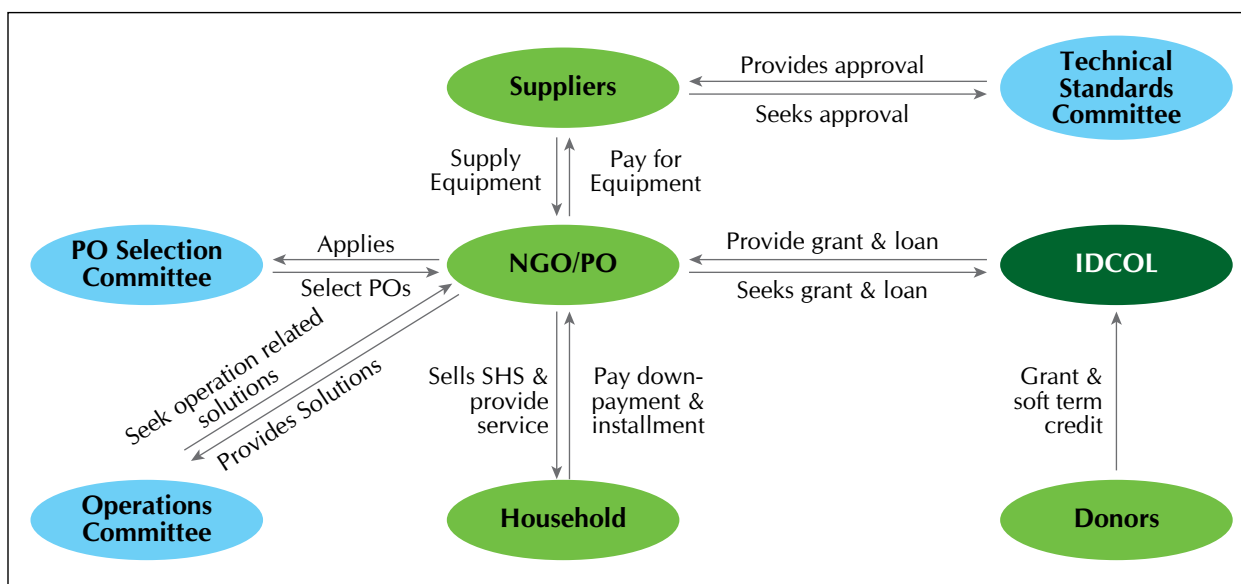 Suppliers
Provides approval
Seeks approval
Technical
Standards
Committee
Supply
Equipment
Pay for
Equipment
PO Selection
Committee
Applies
Select POs
NGO/PO
Provide grant & loan
Seeks grant & loan
IDCOL
Seek operation related
solutions
Provides Solutions
Sells SHS &
provide
service
Pay down-
payment &
installment
Grant &
soft term
credit
Operations
Committee
Household
Donors